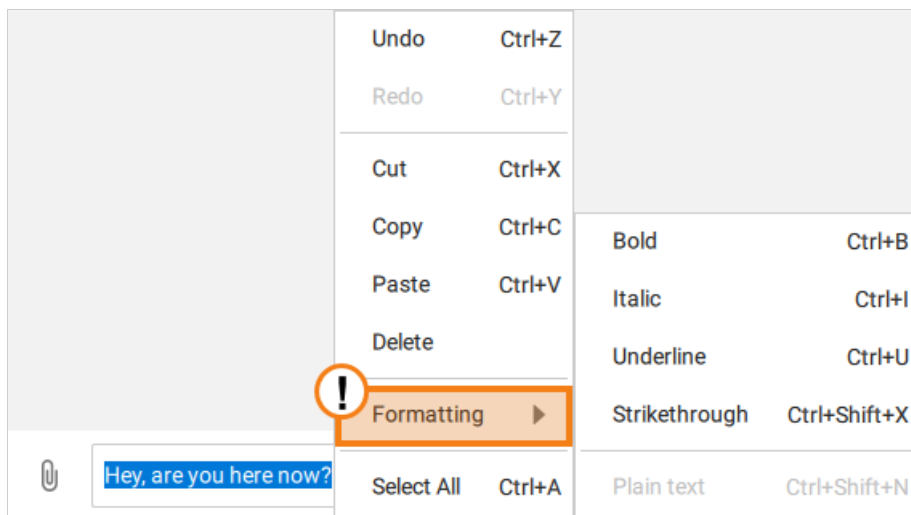 Undo Ctrl+Z
Redo Ctrl+Y
Cut Ctrl+X
Copy Ctrl+C
Paste Ctrl+V
Delete
Formatting
Select All Ctrl+A
Bold Ctrl+B
Italic Ctrl+I
Underline Ctrl+U
Strikethrough Ctrl+Shift+X
Plain text Ctrl+Shift+N
!
Hey, are you here now?